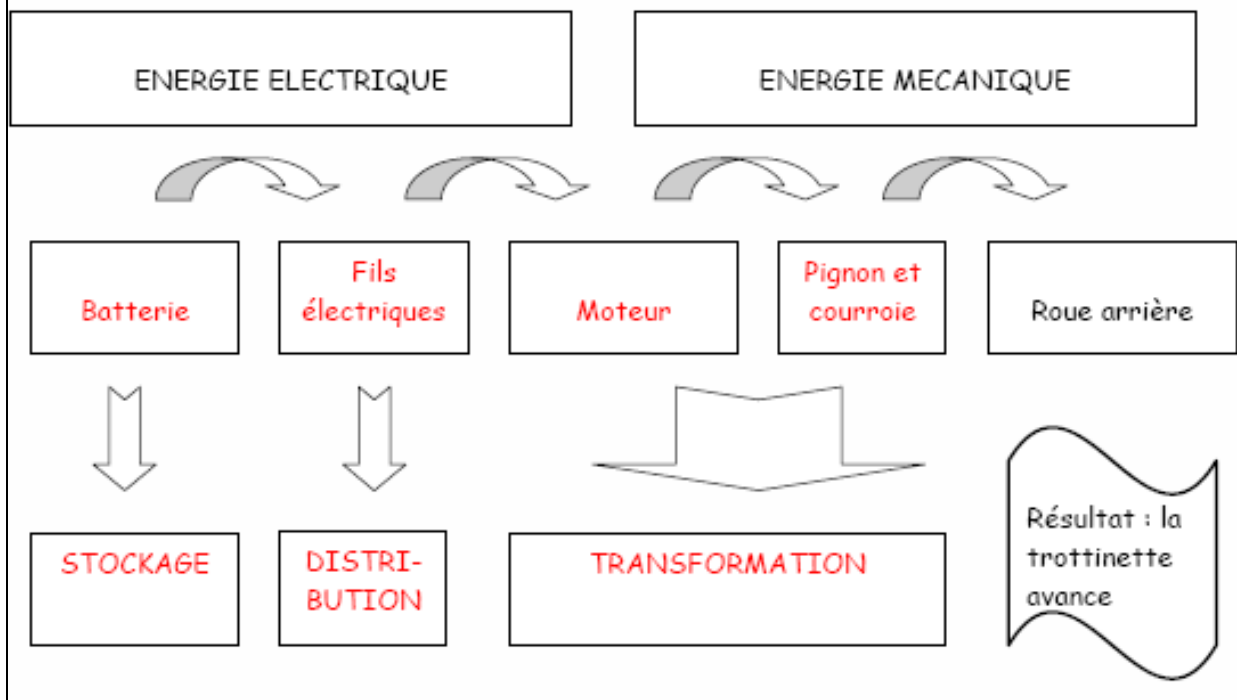 ENERGIE ELECTRIQUE
ENERGIE MECANIQUE
Batterie
Fils
électriques
Moteur
Pignon et
courroie
Roue arrière
STOCKAGE
DISTRI-
BUTION
TRANSFORMATION
Résultat : la
trottinette
avance